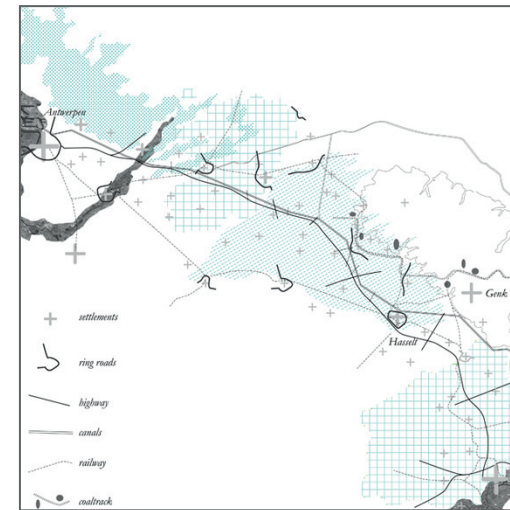 Antwerpen
Genk
Hasselt
settlements
ring roads
highway
canals
railway
coaltrack